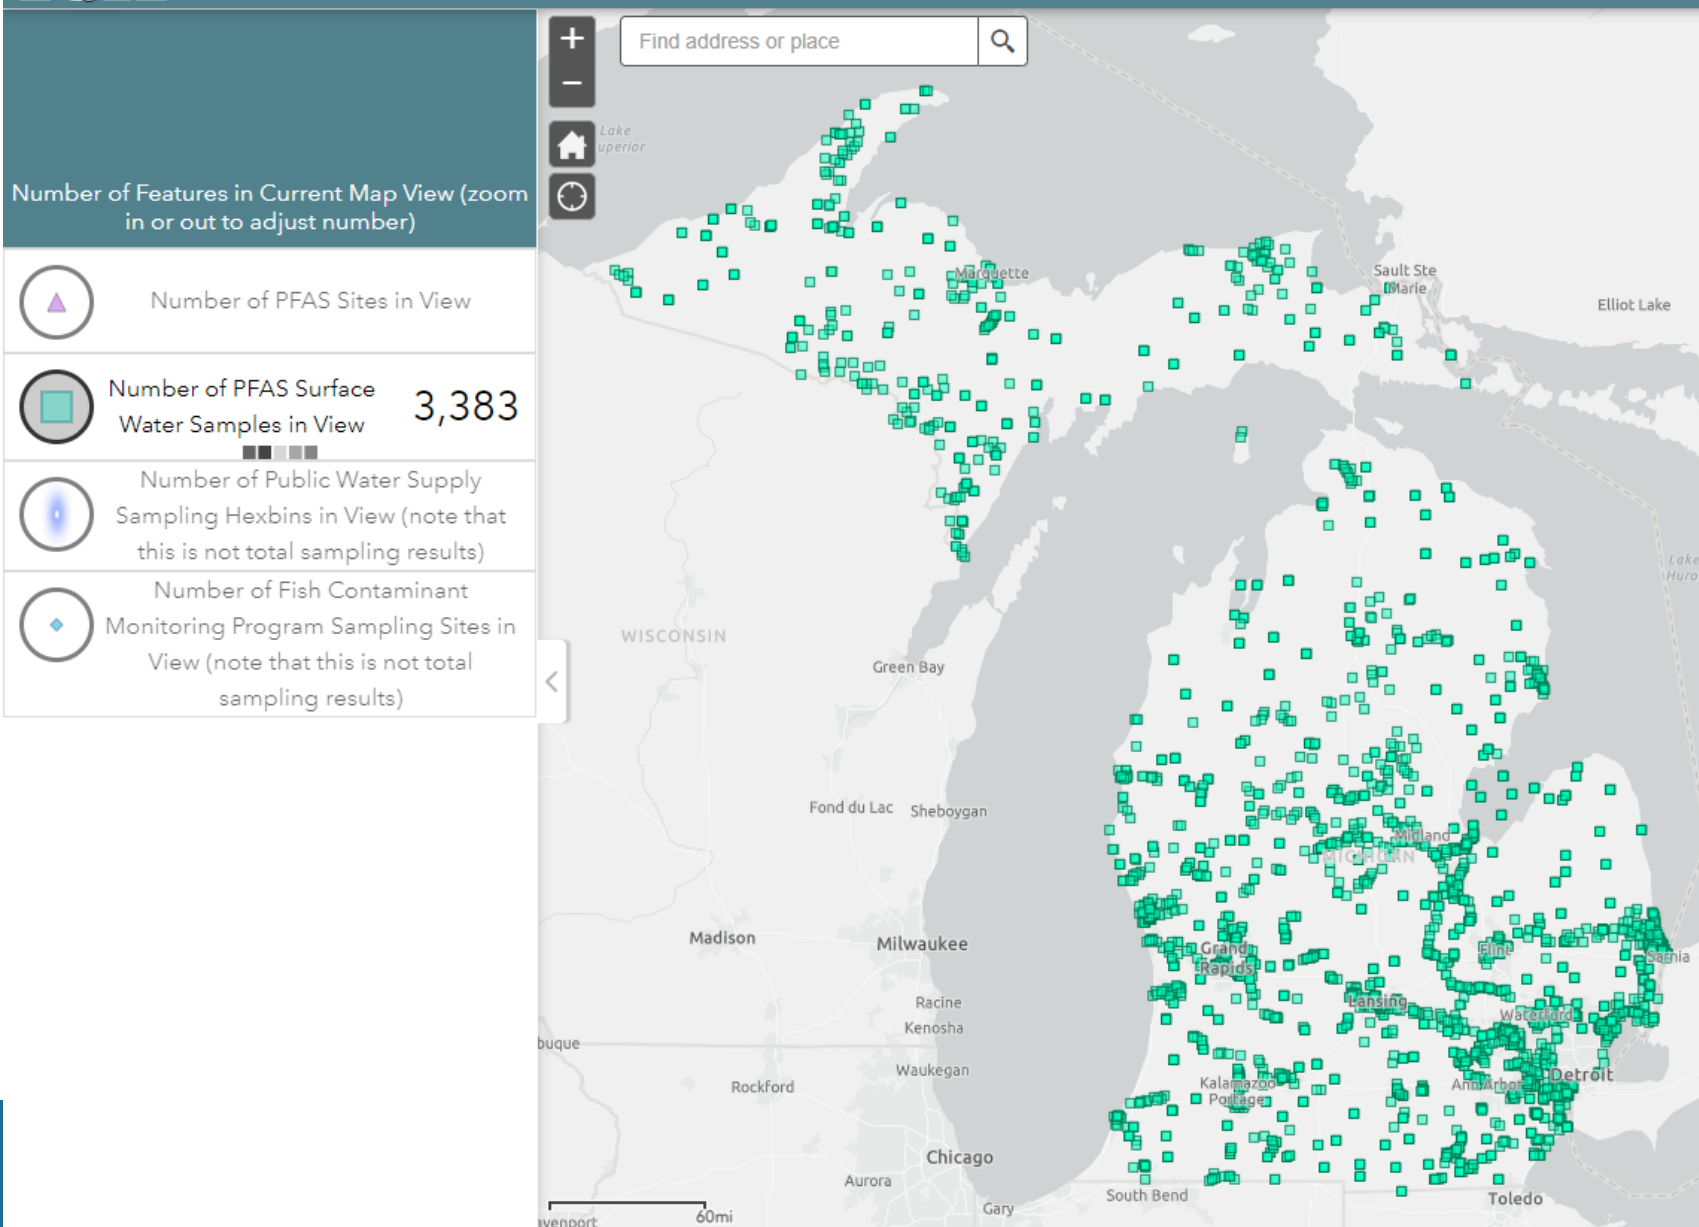 Number of Features in Current Map View (zoom
in or out to adjust number)
Number of PFAS Sites in View
Number of PFAS Surface
Water Samples in View
3,383
Number of Public Water Supply
Sampling Hexbins in View (note that
this is not total sampling results)
Number of Fish Contaminant
Monitoring Program Sampling Sites in
View (note that this is not total
sampling results)
+
−
Find address or place
Lake
uperior
Marquette
Sault Ste
Marie
Elliot Lake
Lake
Huro
WISCONSIN
Green Bay
Fond du Lac
Sheboygan
Midland
MICHIGAN
Madison
Milwaukee
Grand
Rapids
Flint
Sarnia
Racine
Kenosha
Lansing
Waterford
buque
Waukegan
Rockford
Kalamazoo
Portage
Ann Arbor
Detroit
Chicago
Aurora
South Bend
Gary
Toledo
avenport
60mi